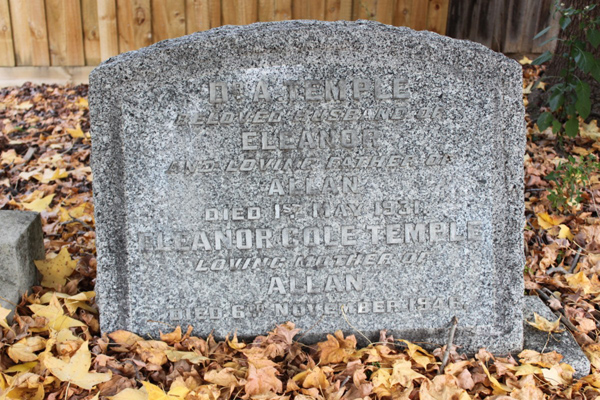 R. A. TEMPLE
BELOVED HUSBAND OF
ELEANOR
AND LOVING FATHER OF
ALLAN
DIED 1ST MAY 1931.
ELEANOR COLE TEMPLE
LOVING MOTHER OF
ALLAN
DIED 6TH NOVEMBER 1946